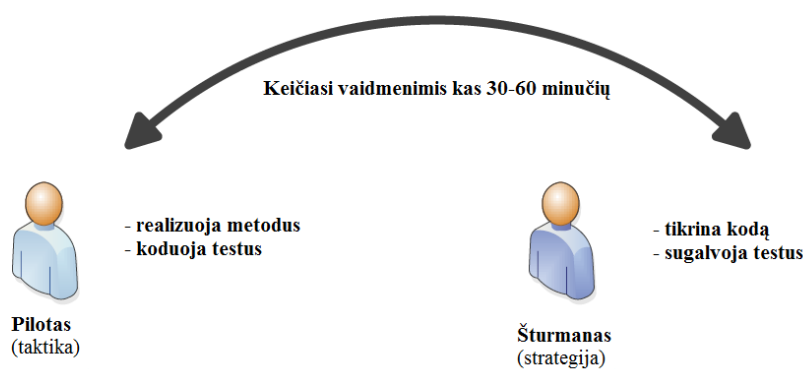 Keičiasi vaidmenimis kas 30-60 minučių
- realizuoja metodus
- koduoja testus
Pilotas
(taktika)
- tikrina kodą
- sugalvoja testus
Šturmanas
(strategija)